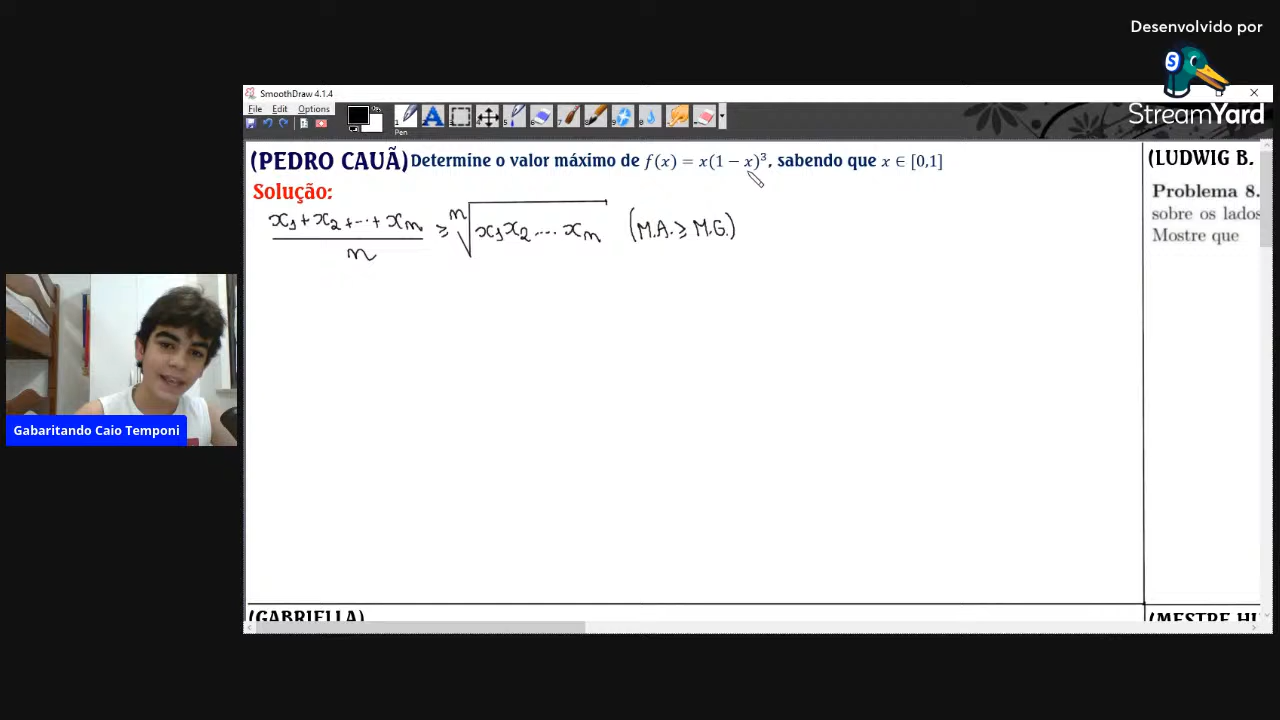 Desenvolvido por
S
StreamYard
SmoothDraw 4.1.4
File Edit Options
Pen
(PEDRO CAUÃ) Determine o valor máximo de f(x) = x(1 − x)³, sabendo que x ∈ [0,1]
Solução:
(x₁ + x₂ + ... + xₙ)/n ≥ ⁿ√(x₁x₂ ... xₙ) (M.A. ≥ M.G.)
(LUDWIG B.
Problema 8.
sobre os lados
Mostre que
Gabaritando Caio Temponi
(GABRIELLA)
(MESTRE HI